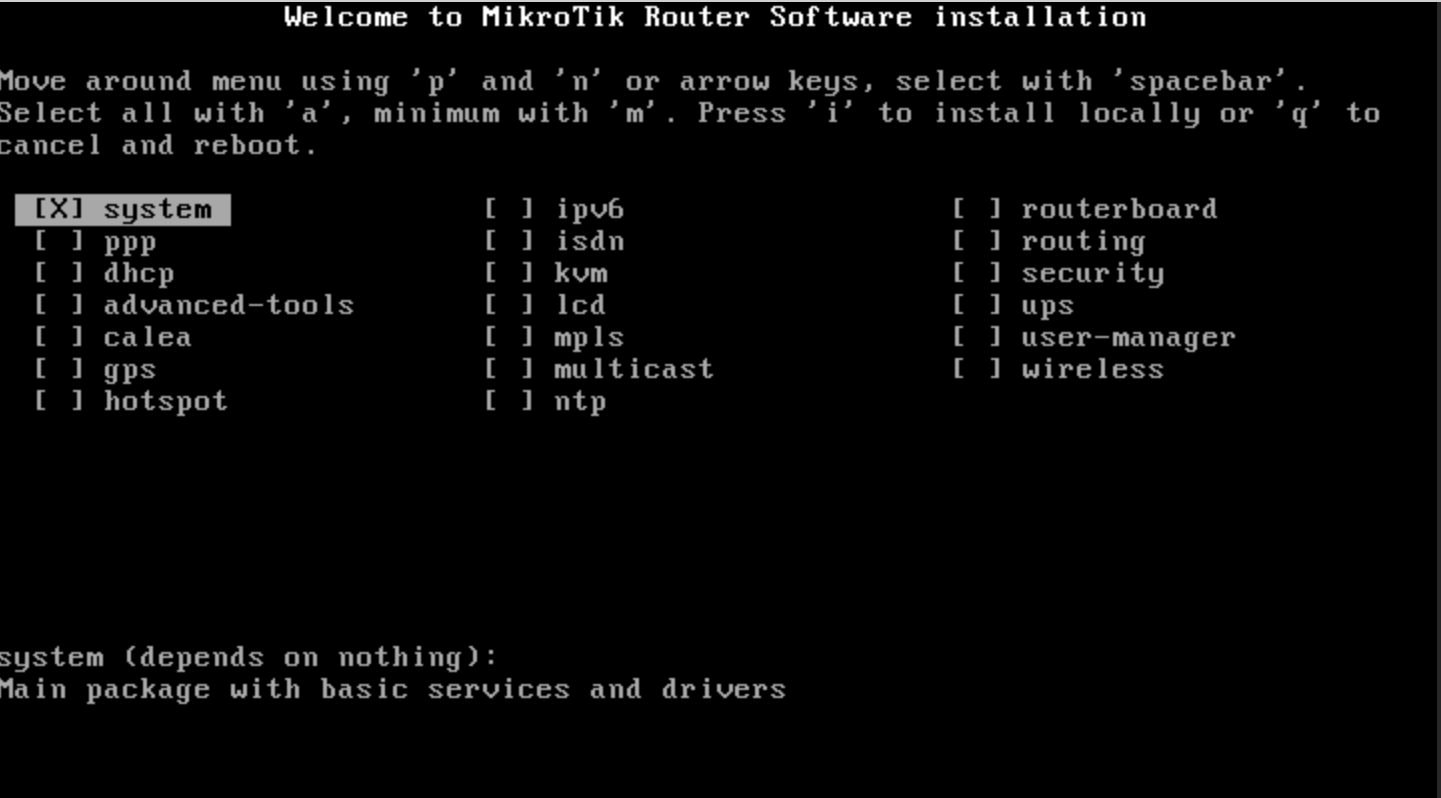 Welcome to MikroTik Router Software installation
Move around menu using 'p' and 'n' or arrow keys, select with 'spacebar'.
Select all with 'a', minimum with 'm'. Press 'i' to install locally or 'q' to
cancel and reboot.
[X] system [ ] ipv6 [ ] routerboard
[ ] ppp [ ] isdn [ ] routing
[ ] dhcp [ ] kvm [ ] security
[ ] advanced-tools [ ] lcd [ ] ups
[ ] calea [ ] mpls [ ] user-manager
[ ] gps [ ] multicast [ ] wireless
[ ] hotspot [ ] ntp
system (depends on nothing):
Main package with basic services and drivers